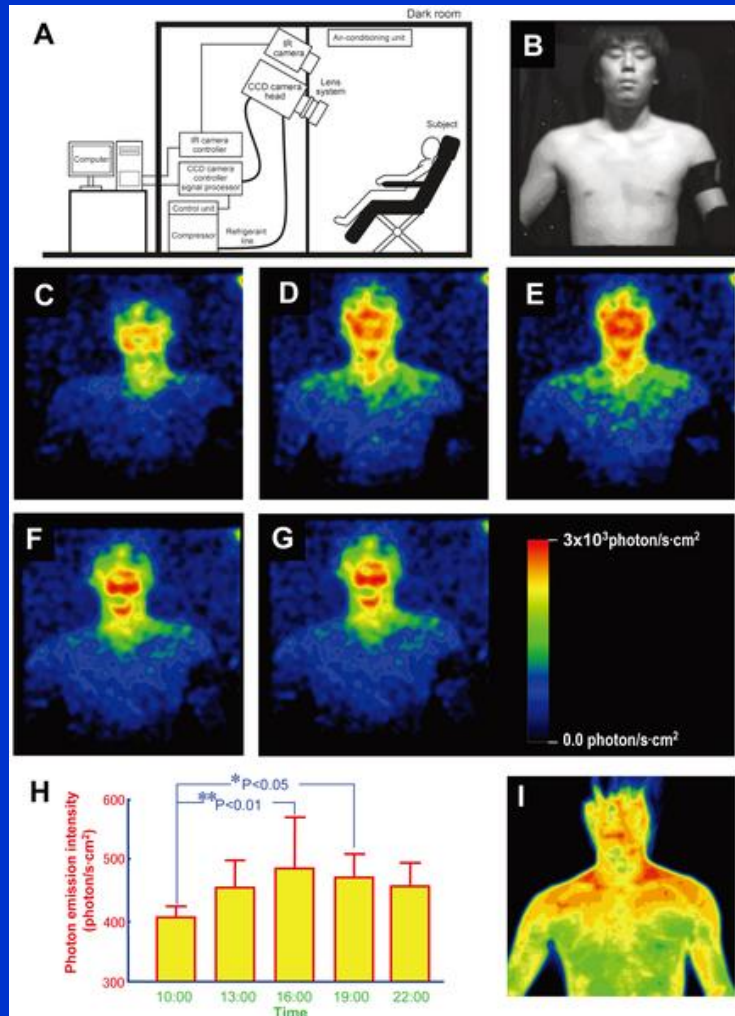 Dark room
A
IR
camera
Air-conditioning unit
B
CCD camera
head
Lens
system
Subject
IR camera
controller
Computer
CCD camera
controller
signal processor
Control unit
Compressor
Refrigerant
line
C
D
E
F
G
3x10³photon/s·cm²
0.0 photon/s·cm²
H
*P<0.05
**P<0.01
I
Photon emission intensity
(photon/s·cm²)
600
500
400
300
10:00 13:00 16:00 19:00 22:00
Time